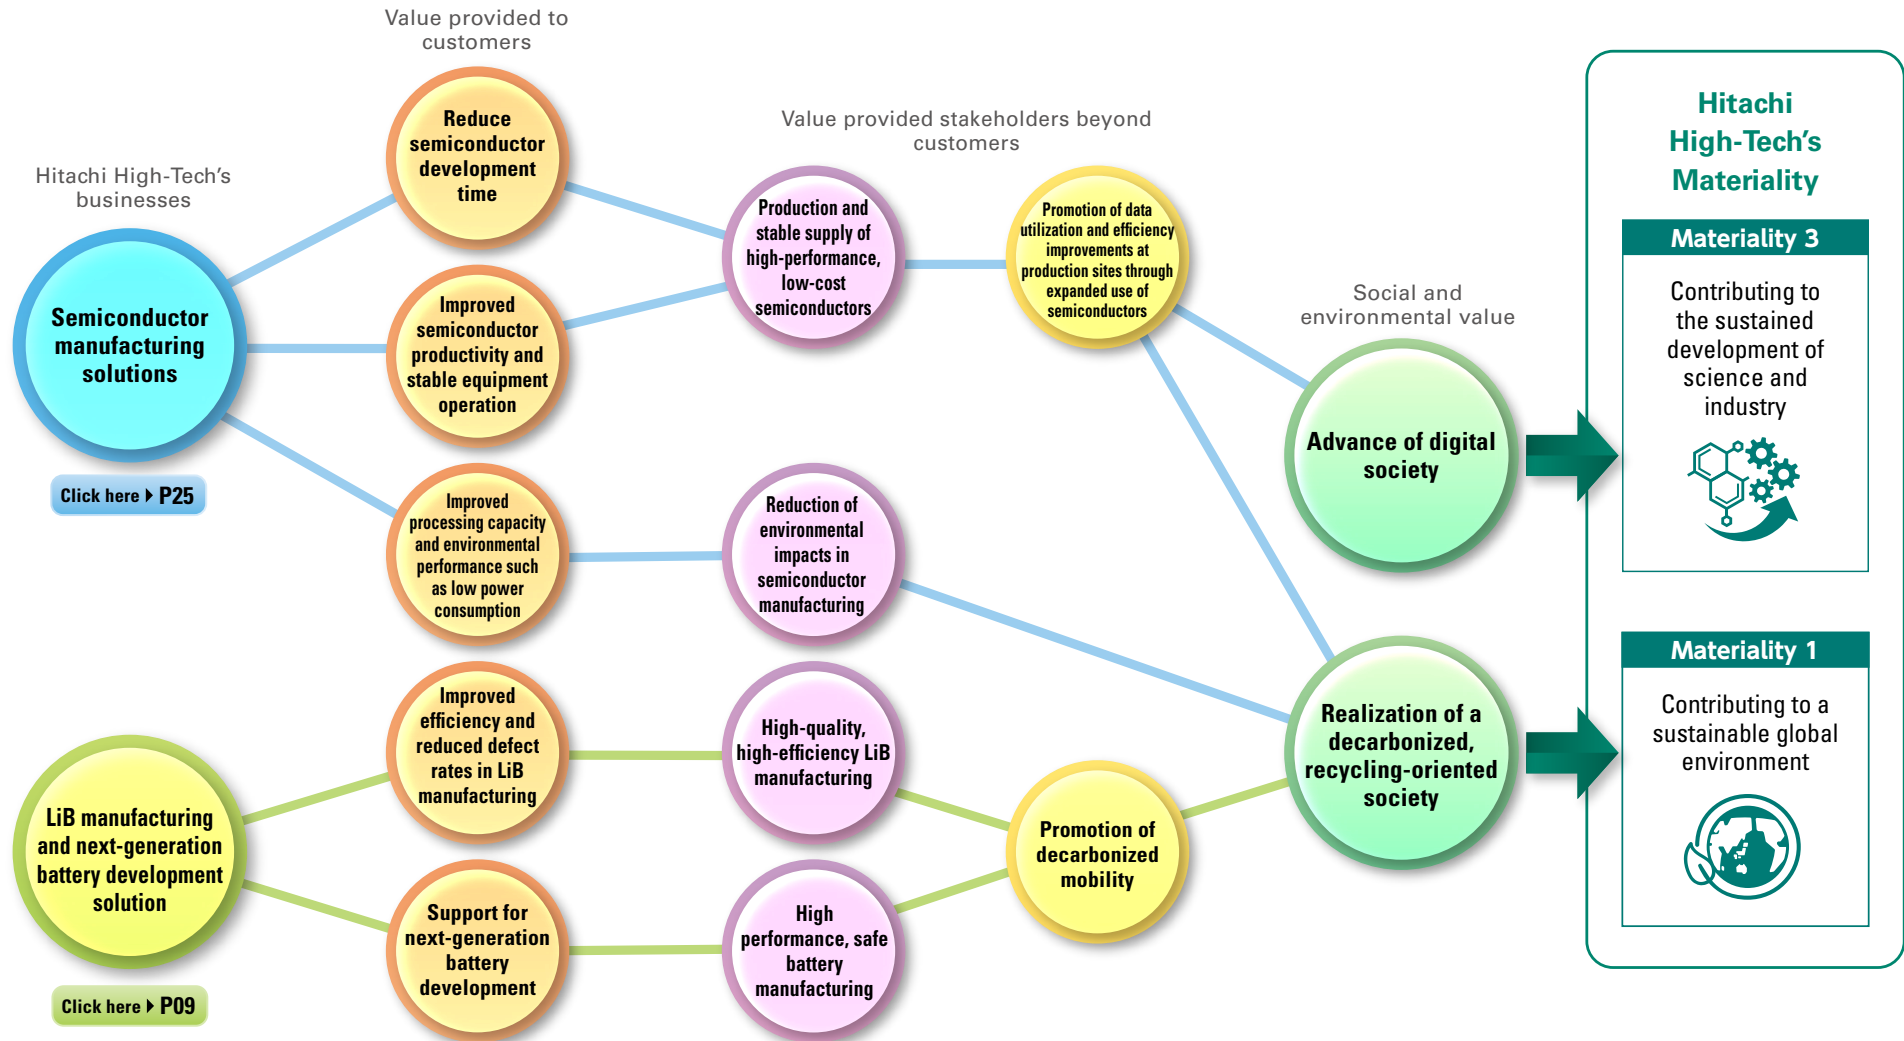 Value provided to
customers
Hitachi High-Tech's
businesses
Value provided stakeholders beyond
customers
Social and
environmental value
Semiconductor
manufacturing
solutions
Click here ▸ P25
LiB manufacturing
and next-generation
battery development
solution
Click here ▸ P09
Reduce
semiconductor
development
time
Improved
semiconductor
productivity and
stable equipment
operation
Improved
processing capacity
and environmental
performance such
as low power
consumption
Improved
efficiency and
reduced defect
rates in LiB
manufacturing
Support for
next-generation
battery
development
Production and
stable supply of
high-performance,
low-cost
semiconductors
Reduction of
environmental
impacts in
semiconductor
manufacturing
High-quality,
high-efficiency LiB
manufacturing
High
performance, safe
battery
manufacturing
Promotion of data
utilization and efficiency
improvements at
production sites through
expanded use of
semiconductors
Promotion of
decarbonized
mobility
Advance of digital
society
Realization of a
decarbonized,
recycling-oriented
society
Hitachi
High-Tech's
Materiality
Materiality 3
Contributing to
the sustained
development of
science and
industry
Materiality 1
Contributing to a
sustainable global
environment